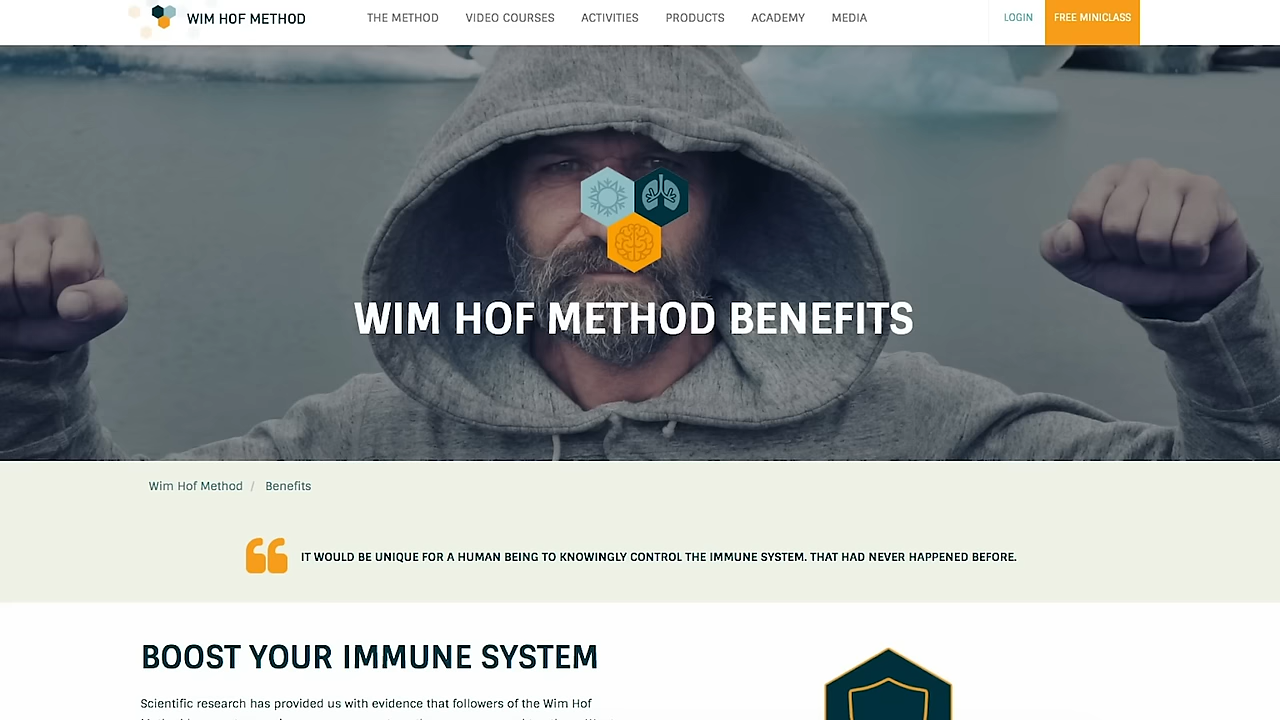 WIM HOF METHOD
THE METHOD
VIDEO COURSES
ACTIVITIES
PRODUCTS
ACADEMY
MEDIA
LOGIN
FREE MINICLASS
WIM HOF METHOD BENEFITS
Wim Hof Method / Benefits
IT WOULD BE UNIQUE FOR A HUMAN BEING TO KNOWINGLY CONTROL THE IMMUNE SYSTEM. THAT HAD NEVER HAPPENED BEFORE.
BOOST YOUR IMMUNE SYSTEM
Scientific research has provided us with evidence that followers of the Wim Hof